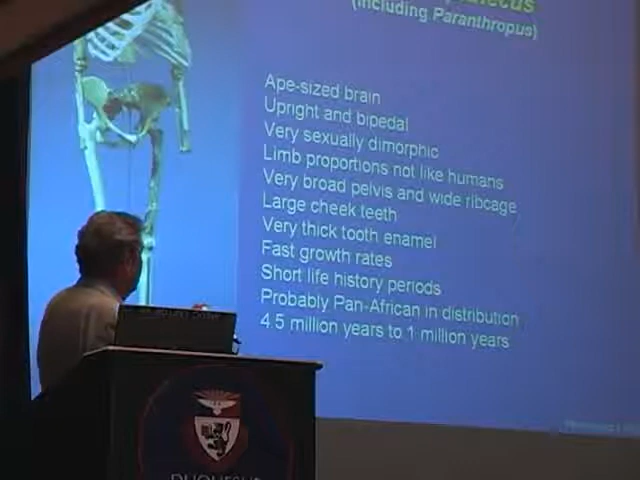 (including Paranthropus)
Ape-sized brain
Upright and bipedal
Very sexually dimorphic
Limb proportions not like humans
Very broad pelvis and wide ribcage
Large cheek teeth
Very thick tooth enamel
Fast growth rates
Short life history periods
Probably Pan-African in distribution
4.5 million years to 1 million years